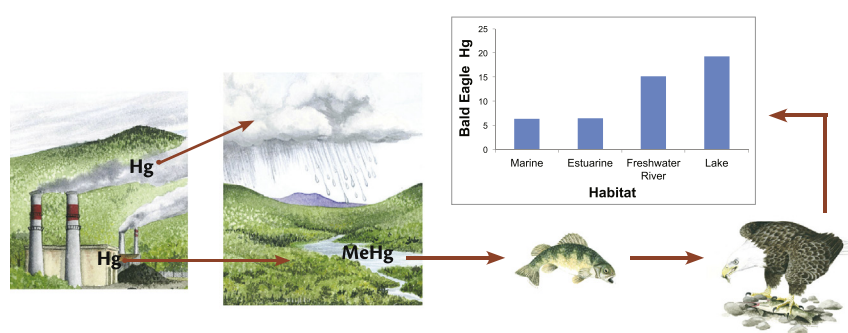 Hg
Hg
MeHg
Bald Eagle Hg
25
20
15
10
5
0
Marine
Estuarine
Freshwater
River
Lake
Habitat